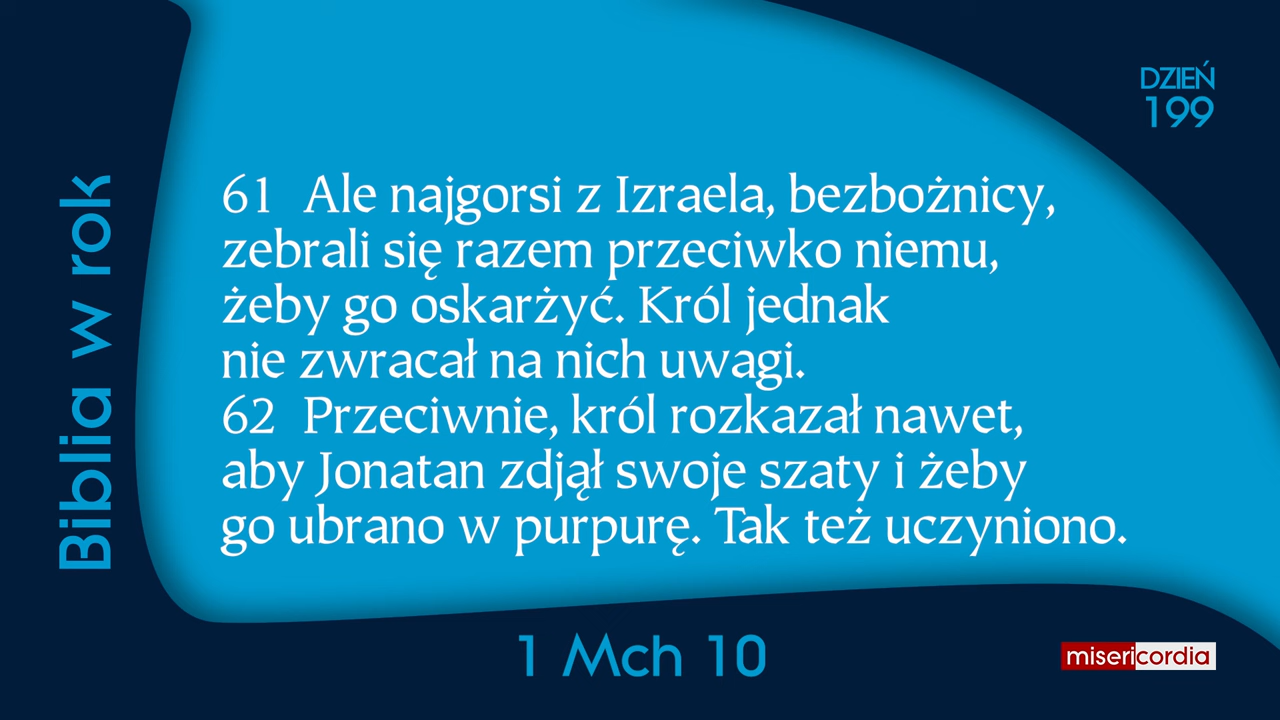 DZIEŃ
199
Biblia w rok
61 Ale najgorsi z Izraela, bezbożnicy,
zebrali się razem przeciwko niemu,
żeby go oskarżyć. Król jednak
nie zwracał na nich uwagi.
62 Przeciwnie, król rozkazał nawet,
aby Jonatan zdjął swoje szaty i żeby
go ubrano w purpurę. Tak też uczyniono.
1 Mch 10
misericordia